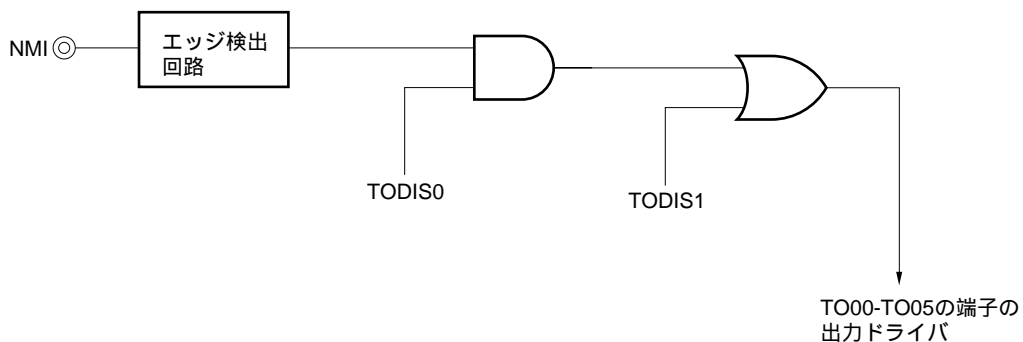 NMI
エッジ検出
回路
TODIS0
TODIS1
TO00-TO05の端子の
出力ドライバ